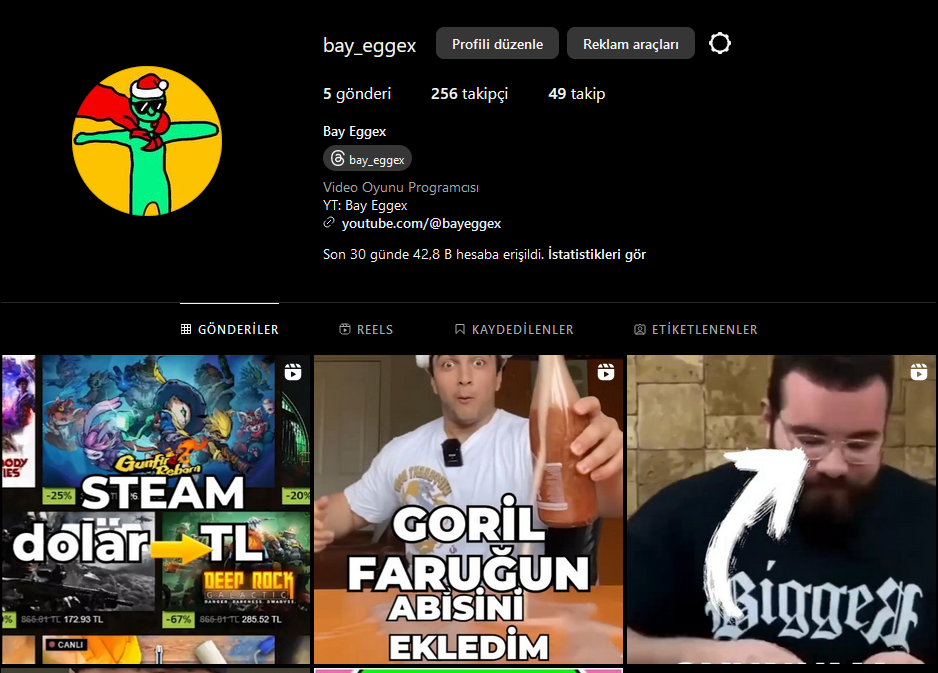 bay_eggex
Profili düzenle
Reklam araçları
5 gönderi
256 takipçi
49 takip
Bay Eggex
bay_eggex
Video Oyunu Programcısı
YT: Bay Eggex
youtube.com/@bayeggex
Son 30 günde 42,8 B hesaba erişildi. İstatistikleri gör
GÖNDERİLER
REELS
KAYDEDİLENLER
ETİKETLENENLER
Gunfire
Reborn
-25%
-20%
STEAM
dolar TL
DEEP ROCK
GALACTIC
DANGER. DARKNESS. DWARVES.
865.81 TL 172.93 TL
-67%
865.81 TL 285.52 TL
CANLI
GORİL
FARUĞUN
ABİSİNİ
EKLEDİM
BiggeR